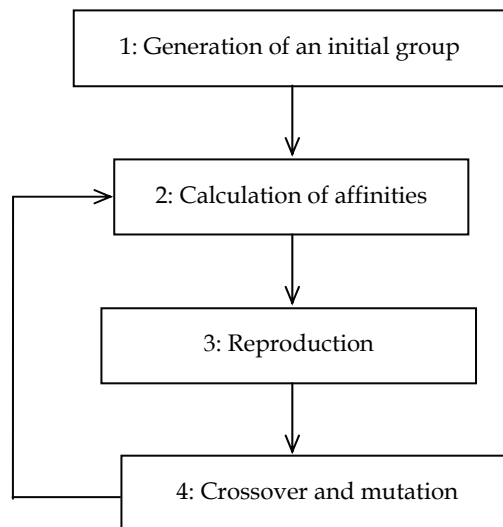 1: Generation of an initial group
2: Calculation of affinities
3: Reproduction
4: Crossover and mutation